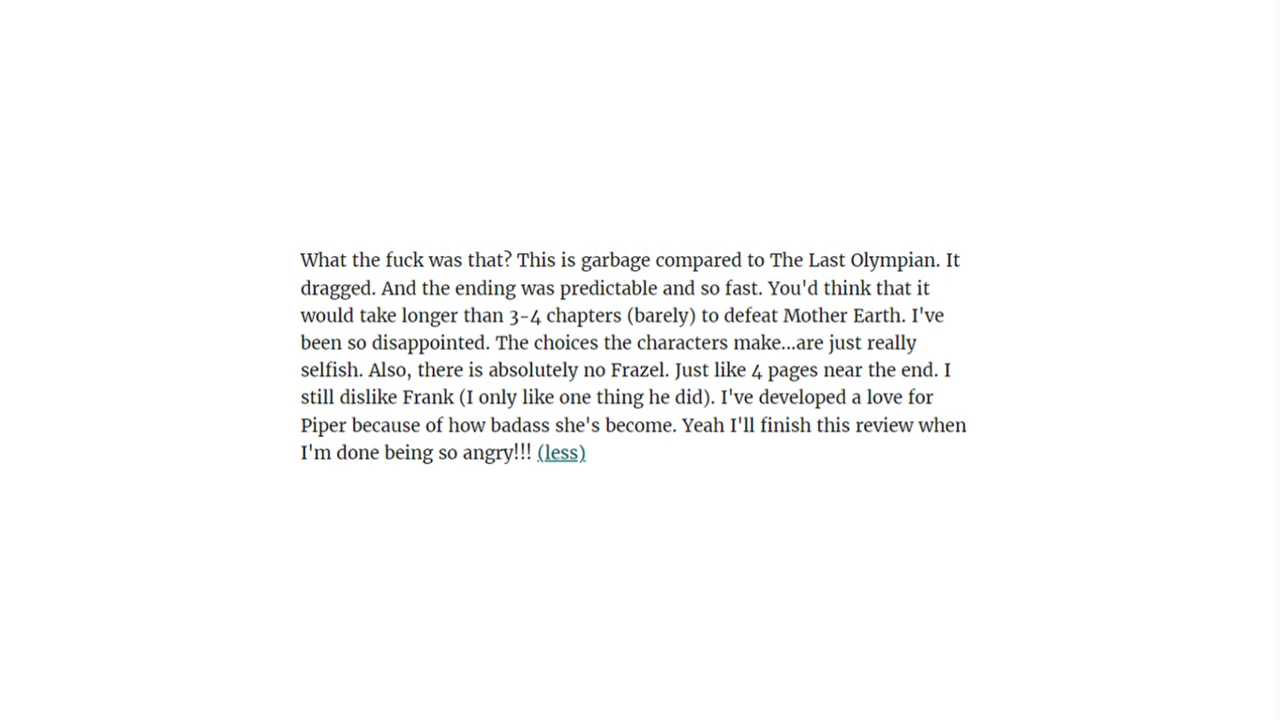 What the fuck was that? This is garbage compared to The Last Olympian. It
dragged. And the ending was predictable and so fast. You'd think that it
would take longer than 3-4 chapters (barely) to defeat Mother Earth. I've
been so disappointed. The choices the characters make...are just really
selfish. Also, there is absolutely no Frazel. Just like 4 pages near the end. I
still dislike Frank (I only like one thing he did). I've developed a love for
Piper because of how badass she's become. Yeah I'll finish this review when
I'm done being so angry!!! (less)